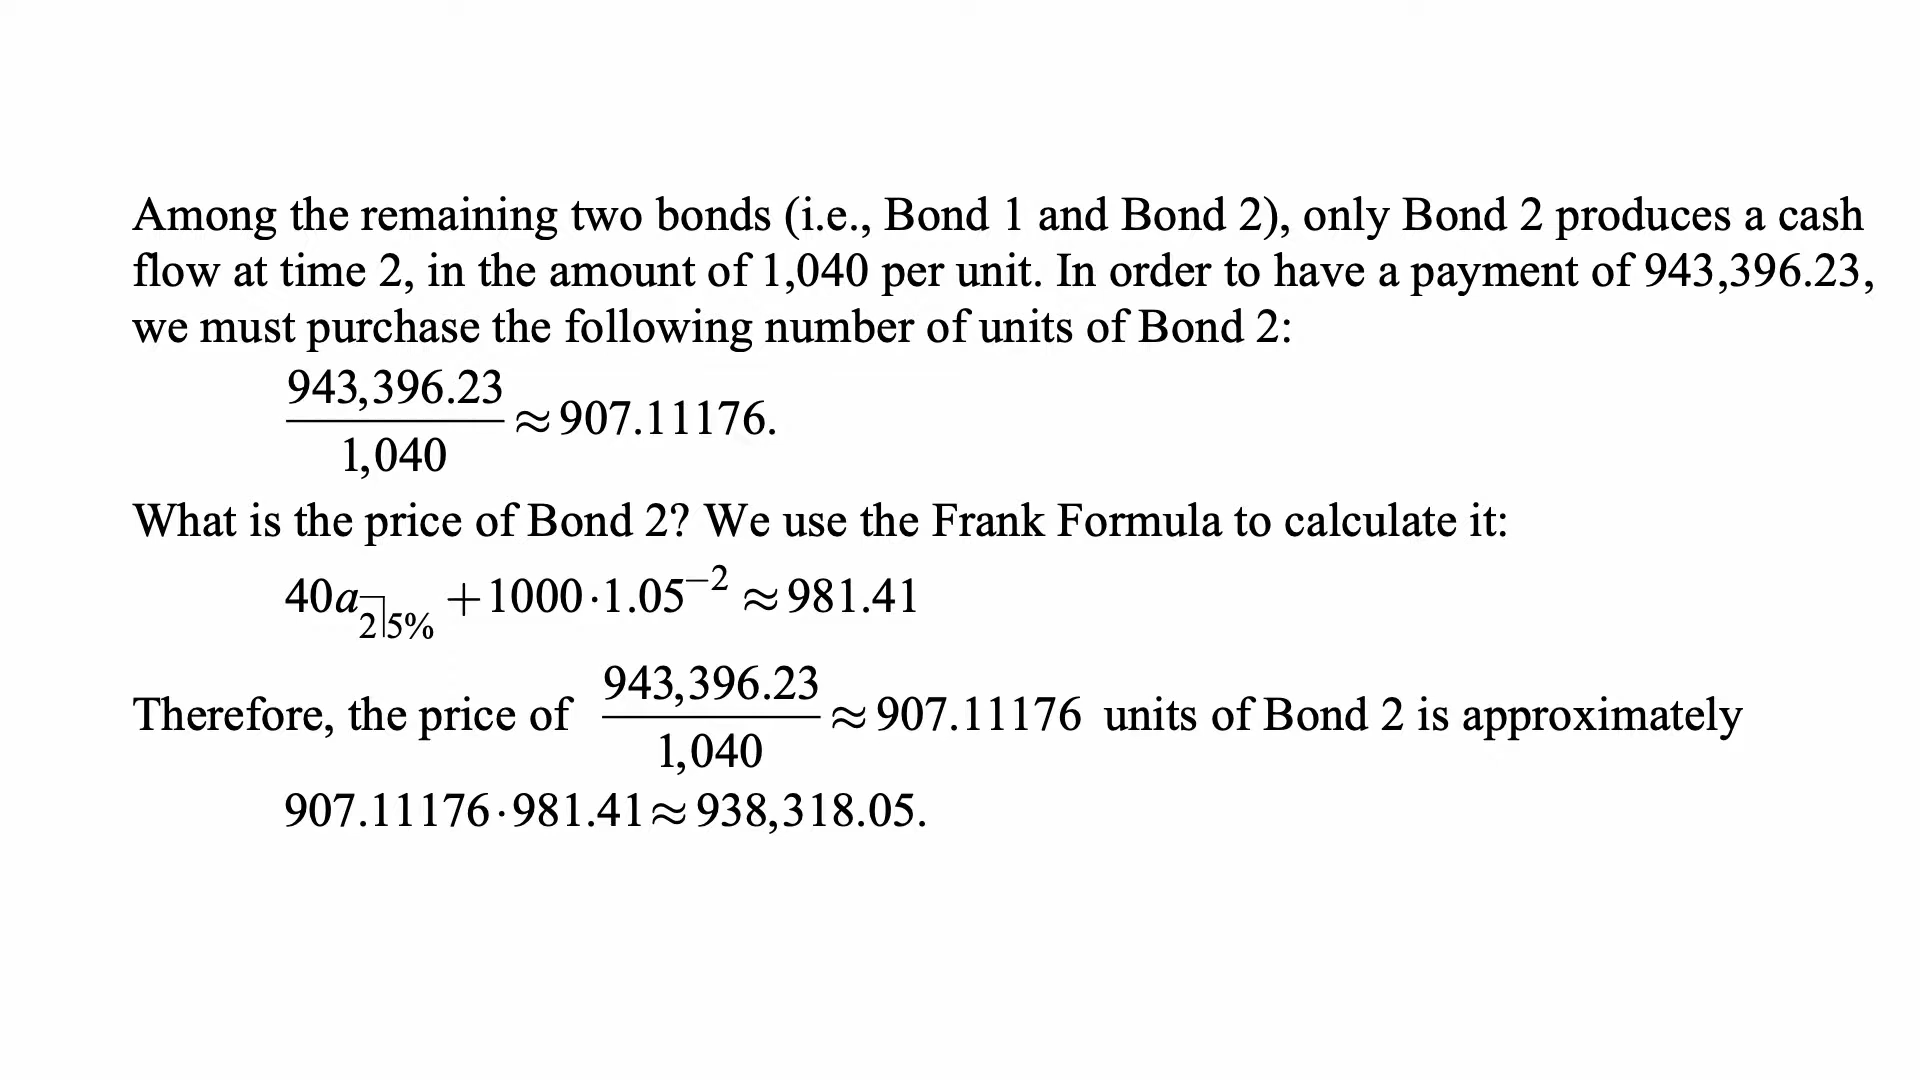 Among the remaining two bonds (i.e., Bond 1 and Bond 2), only Bond 2 produces a cash
flow at time 2, in the amount of 1,040 per unit. In order to have a payment of 943,396.23,
we must purchase the following number of units of Bond 2:
943,396.23
1,040
≈ 907.11176.
What is the price of Bond 2? We use the Frank Formula to calculate it:
40a 2⌉5% + 1000·1.05⁻² ≈ 981.41
Therefore, the price of 943,396.23 / 1,040 ≈ 907.11176 units of Bond 2 is approximately
907.11176·981.41 ≈ 938,318.05.